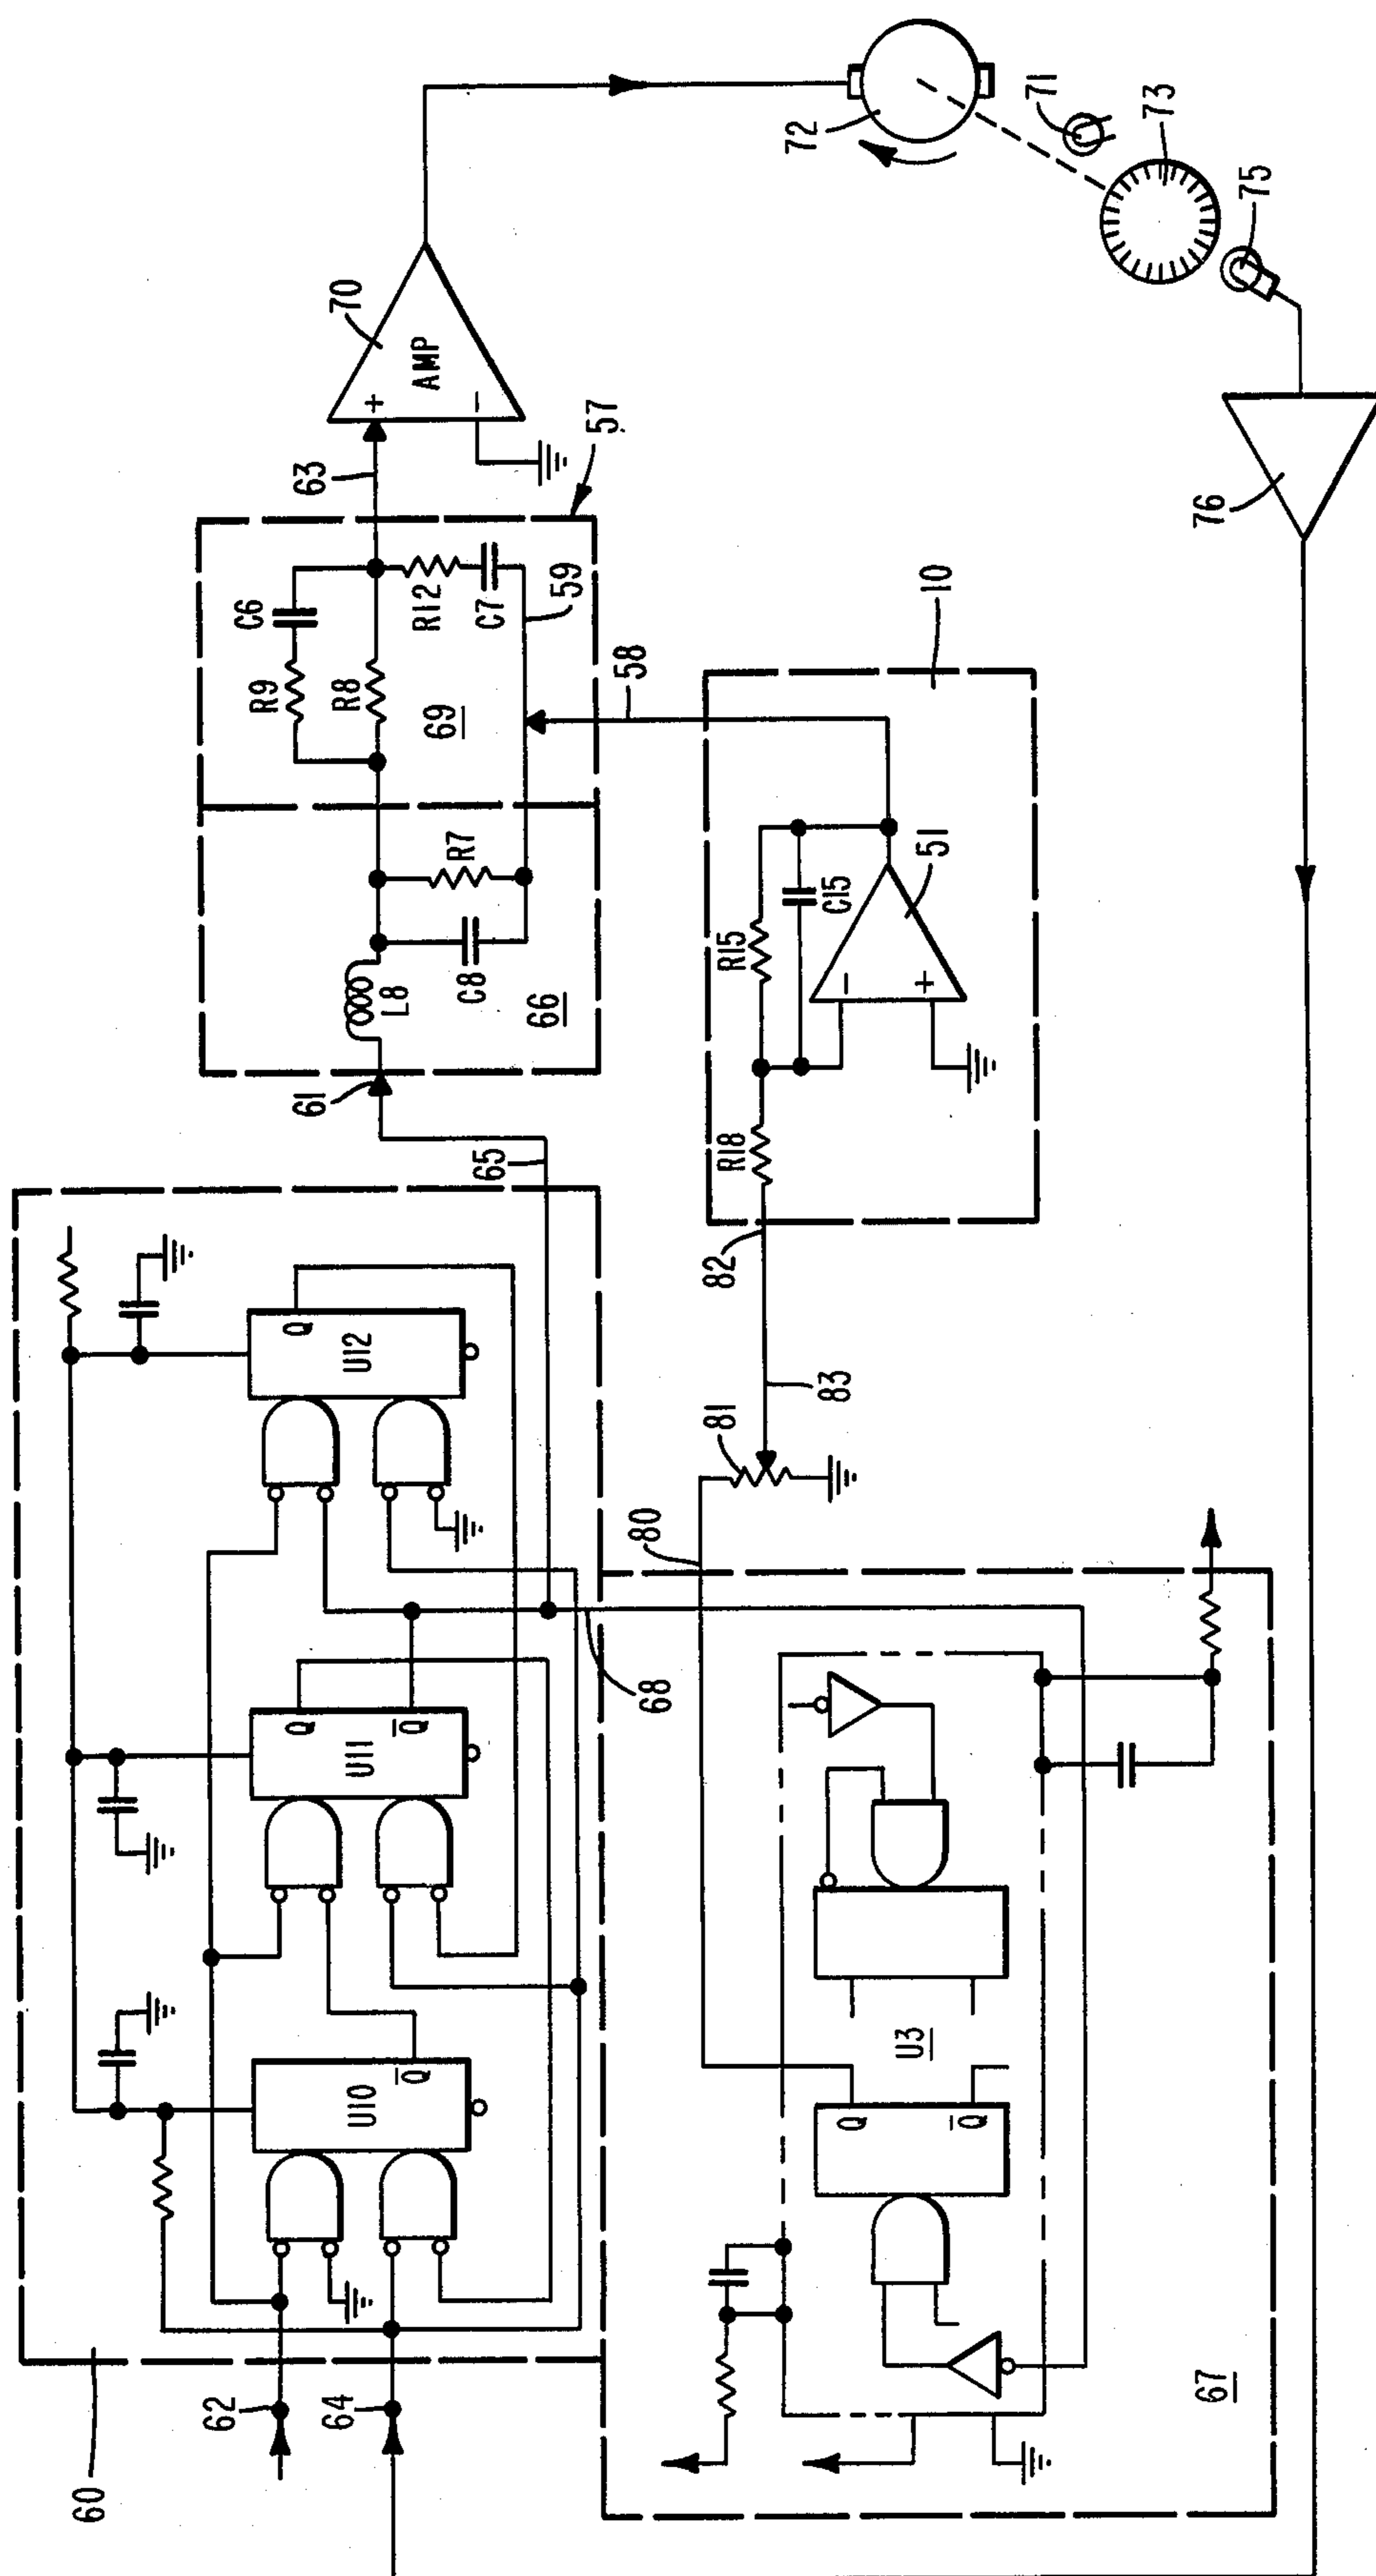 60
62
64
U10
Q̅
U11
Q
Q̅
U12
Q
65
61
L8
C8
66
R7
R9
C6
R8
69
R12
C7
59
58
57
63
+
−
AMP
70
72
71
73
75
76
67
U3
Q
Q̅
68
80
81
83
82
R18
R15
C15
−
+
51
10